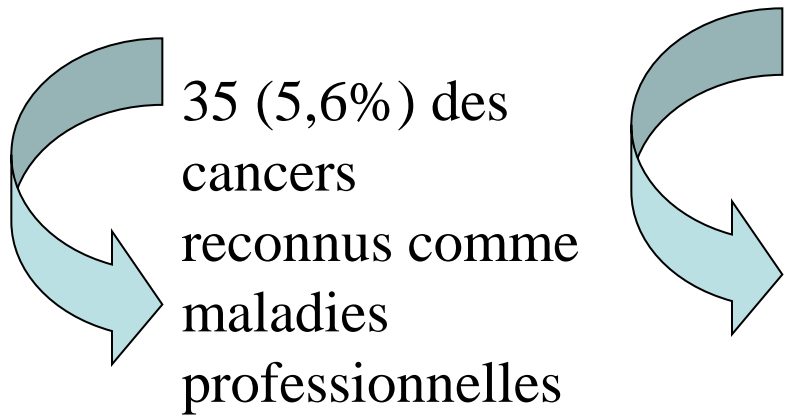 35 (5,6%) des
cancers
reconnus comme
maladies
professionnelles